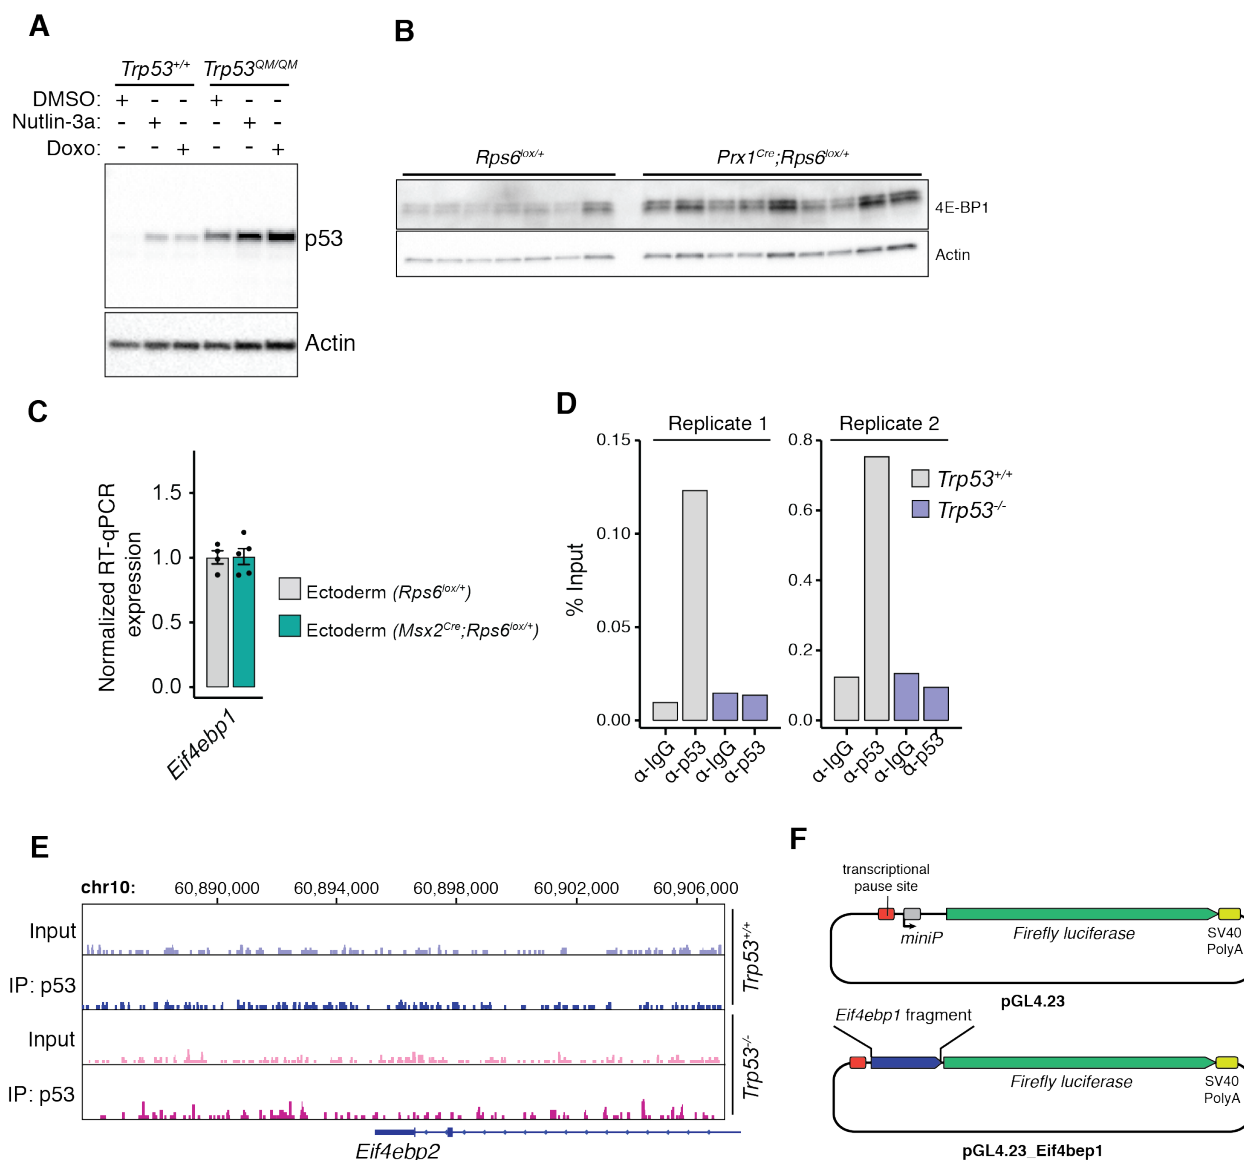 A
Trp53+/+ Trp53QM/QM
DMSO: + - - + - -
Nutlin-3a: - + - - + -
Doxo: - - + - - +
p53
Actin
B
Rps6lox/+ Prx1Cre;Rps6lox/+
4E-BP1
Actin
C
Normalized RT-qPCR
expression
1.5
1.0
0.5
0.0
Eif4ebp1
Ectoderm (Rps6lox/+)
Ectoderm (Msx2Cre;Rps6lox/+)
D
Replicate 1 Replicate 2
% Input
0.15
0.10
0.05
0.00
α-IgG α-p53 α-IgG α-p53
0.8
0.6
0.4
0.2
0.0
α-IgG α-p53 α-IgG α-p53
Trp53+/+
Trp53-/-
E
chr10: 60,890,000 60,894,000 60,898,000 60,902,000 60,906,000
Input
IP: p53
Input
IP: p53
Trp53+/+
Trp53-/-
Eif4ebp2
F
transcriptional
pause site
miniP
Firefly luciferase
SV40
PolyA
pGL4.23
Eif4ebp1 fragment
Firefly luciferase
SV40
PolyA
pGL4.23_Eif4bep1